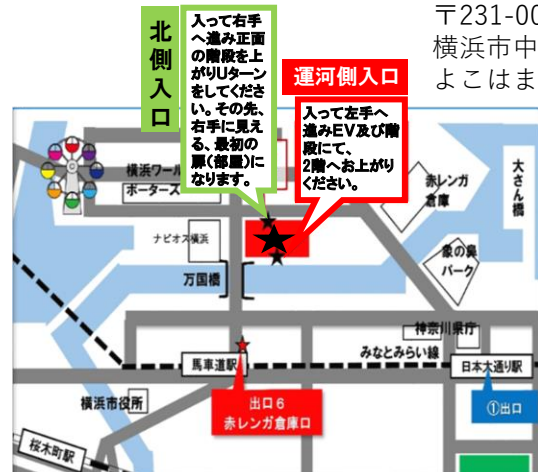 〒231-00
横浜市中
よこはま
北側入口
入って右手
へ進み正面
の階段を上
がりUターン
をしてくださ
い。その先、
右手に見え
る、最初の
扉(部屋)に
なります。
運河側入口
入って左手へ
進みEV及び階
段にて、
2階へお上がり
ください。
横浜ワール
ポーターズ
ナビオス横浜
万国橋
赤レンガ
倉庫
大さん橋
象の鼻
パーク
神奈川県庁
みなとみらい線
馬車道駅
日本大通り駅
横浜市役所
出口6
赤レンガ倉庫口
①出口
桜木町駅